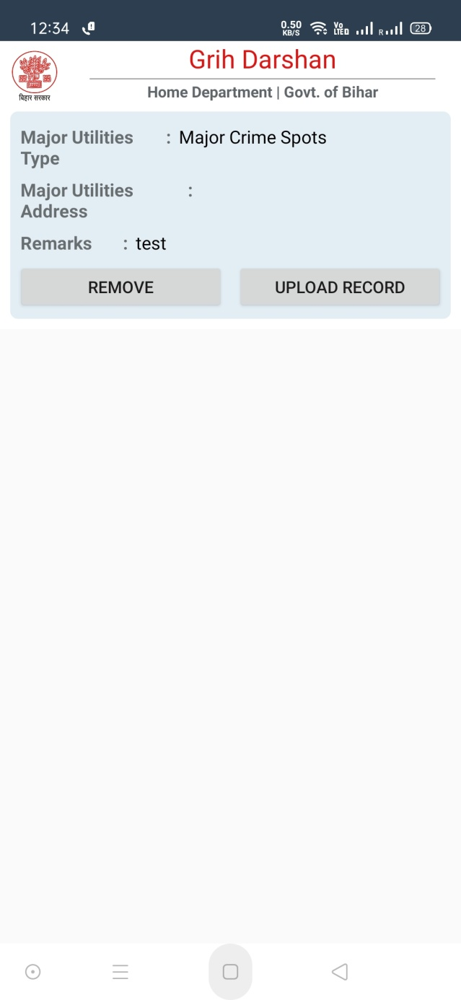 12:34
0.50
KB/S
Vo
LTED
R
28
Grih Darshan
बिहार सरकार
Home Department | Govt. of Bihar
Major Utilities : Major Crime Spots
Type
Major Utilities :
Address
Remarks : test
REMOVE UPLOAD RECORD